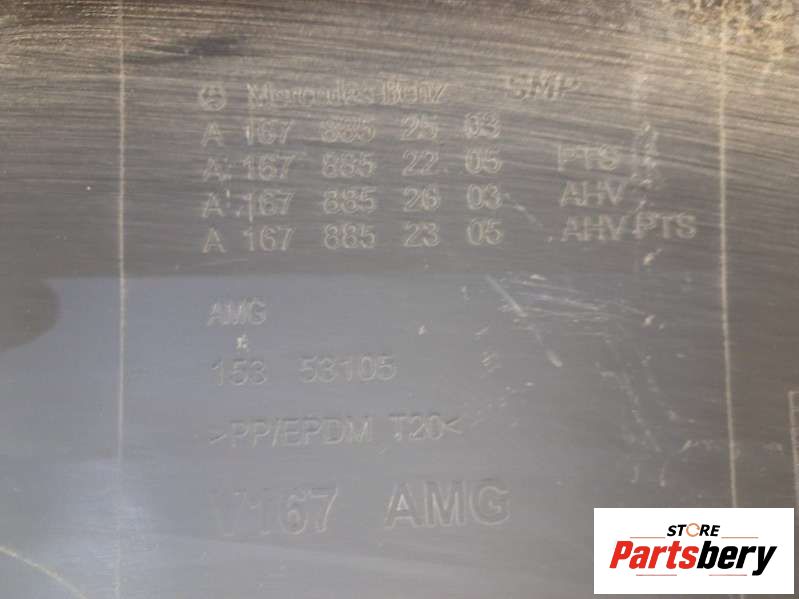 Mercedes-Benz SMP
A 167 885 25 03
A 167 885 22 05 PTS
A 167 885 26 03 AHV
A 167 885 23 05 AHV PTS
AMG
153 53105
>PP/EPDM T20<
V167 AMG
STORE
Partsbery